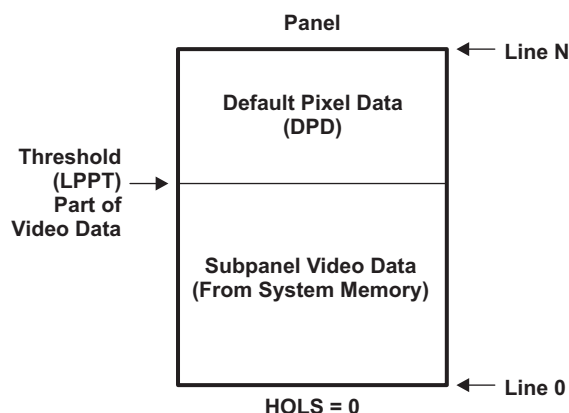 Panel
Line N
Default Pixel Data
(DPD)
Threshold
(LPPT)
Part of
Video Data
Subpanel Video Data
(From System Memory)
Line 0
HOLS = 0